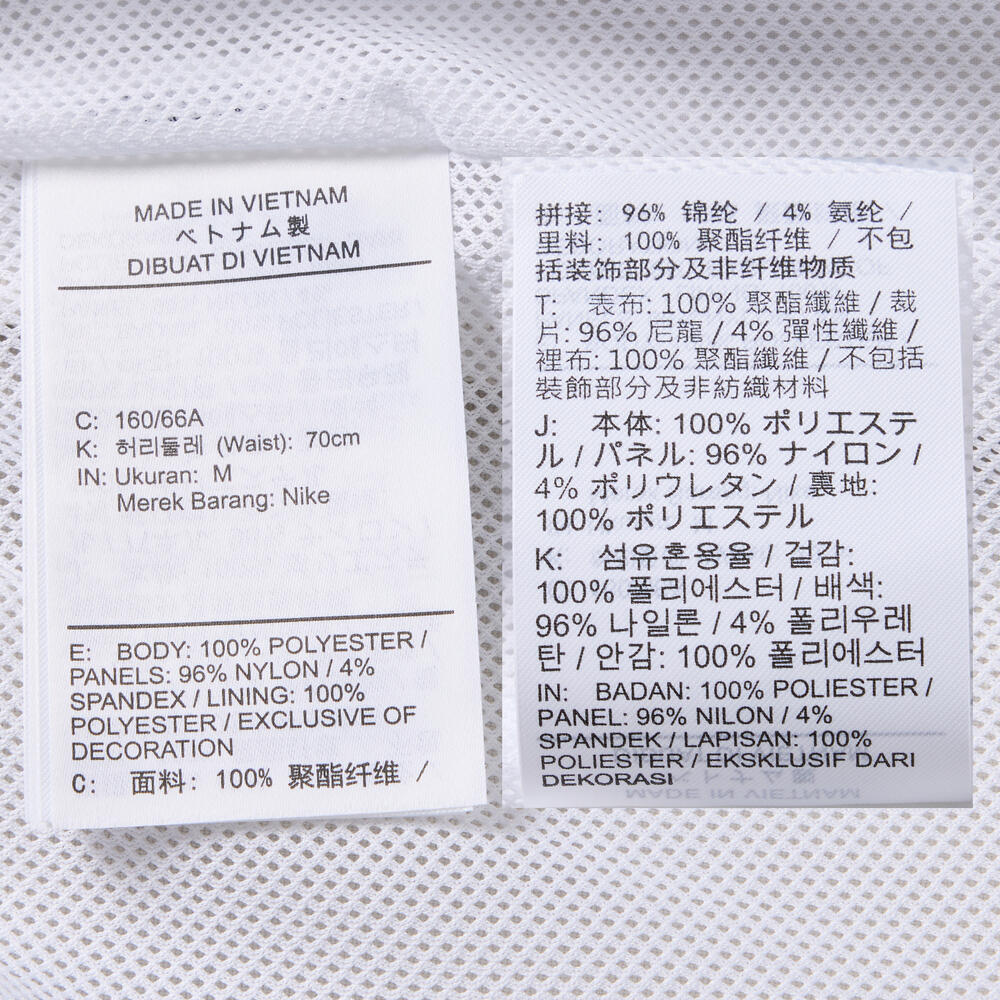 MADE IN VIETNAM
ベトナム製
DIBUAT DI VIETNAM
C: 160/66A
K: 허리둘레 (Waist): 70cm
IN: Ukuran: M
Merek Barang: Nike
E: BODY: 100% POLYESTER /
PANELS: 96% NYLON / 4%
SPANDEX / LINING: 100%
POLYESTER / EXCLUSIVE OF
DECORATION
C: 面料: 100% 聚酯纤维 /
拼接: 96% 锦纶 / 4% 氨纶 /
里料: 100% 聚酯纤维 / 不包
括装饰部分及非纤维物质
T: 表布: 100% 聚酯纖維 / 裁
片: 96% 尼龍 / 4% 彈性纖維 /
裡布: 100% 聚酯纖維 / 不包括
裝飾部分及非紡織材料
J: 本体: 100% ポリエステ
ル / パネル: 96% ナイロン /
4% ポリウレタン / 裏地:
100% ポリエステル
K: 섬유혼용율 / 겉감:
100% 폴리에스터 / 배색:
96% 나일론 / 4% 폴리우레
탄 / 안감: 100% 폴리에스터
IN: BADAN: 100% POLIESTER /
PANEL: 96% NILON / 4%
SPANDEK / LAPISAN: 100%
POLIESTER / EKSKLUSIF DARI
DEKORASI